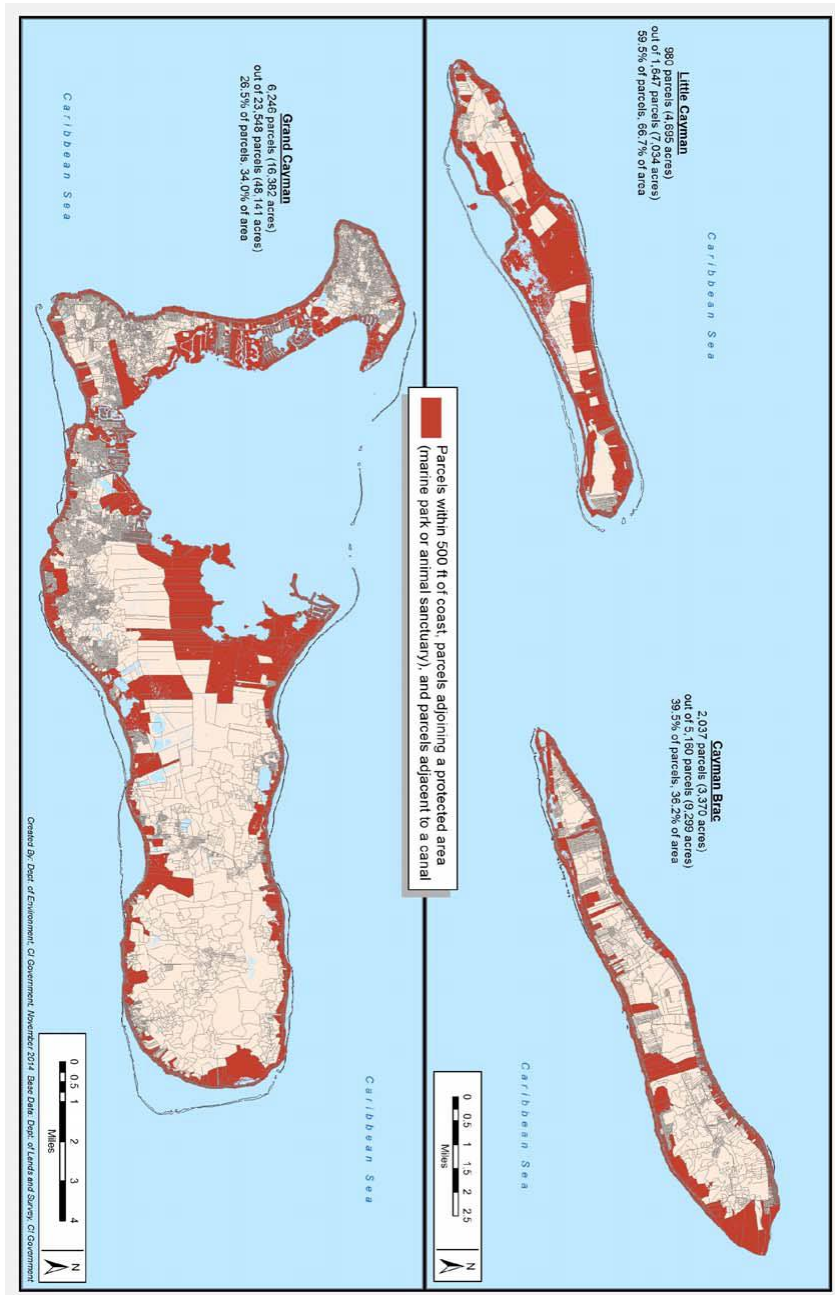 Little Cayman
980 parcels (4,695 acres)
out of 1,647 parcels (7,034 acres)
59.5% of parcels, 66.7% of area
Caribbean Sea
Cayman Brac
2,037 parcels (3,370 acres)
out of 5,160 parcels (9,299 acres)
39.5% of parcels, 36.2% of area
Caribbean Sea
0 0.5 1 1.5 2 2.5
Miles
N
Parcels within 500 ft of coast, parcels adjoining a protected area
(marine park or animal sanctuary), and parcels adjacent to a canal
Grand Cayman
6,246 parcels (16,382 acres)
out of 23,548 parcels (48,141 acres)
26.5% of parcels, 34.0% of area
Caribbean Sea
Caribbean Sea
0 0.5 1 2 3 4
Miles
N
Created By: Dept. of Environment, CI Government, November 2014 Base Data: Dept. of Lands and Survey, CI Government